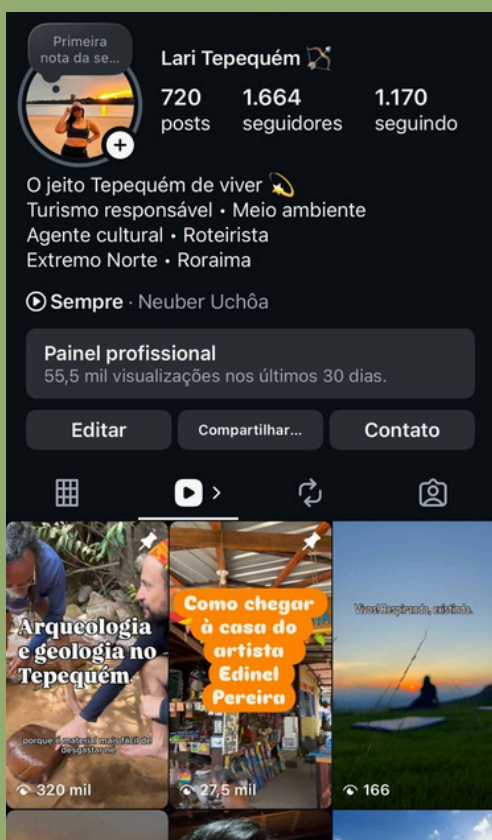 Primeira
nota da se...
Lari Tepequém
720
1.664
1.170
posts
seguidores
seguindo
O jeito Tepequém de viver
Turismo responsável • Meio ambiente
Agente cultural • Roteirista
Extremo Norte • Roraima
Sempre · Neuber Uchôa
Painel profissional
55,5 mil visualizações nos últimos 30 dias.
Editar
Compartilhar...
Contato
Arqueologia
e geologia no
Tepequém
porque é material mais fácil de
desgastar né
320 mil
Como chegar
à casa do
artista
Edinel
Pereira
27,5 mil
Vivos! Respirando, existindo.
166